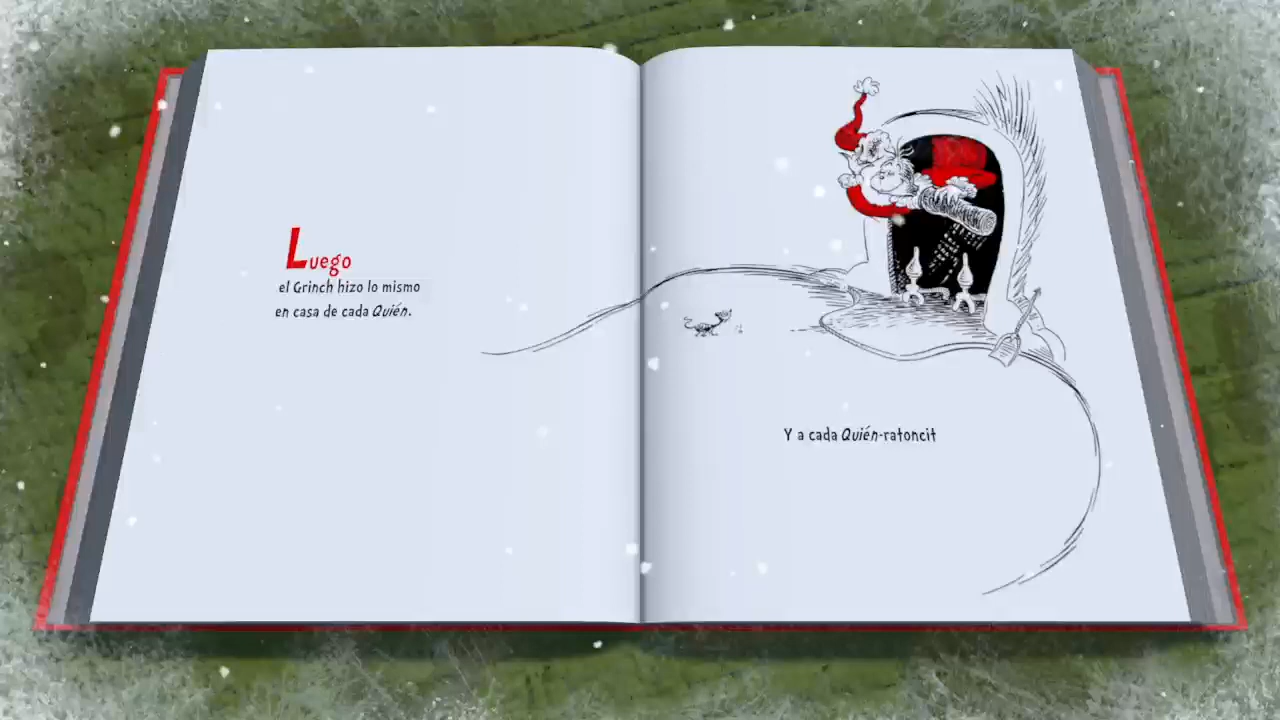 Luego
el Grinch hizo lo mismo
en casa de cada Quién.
Y a cada Quién-ratoncit